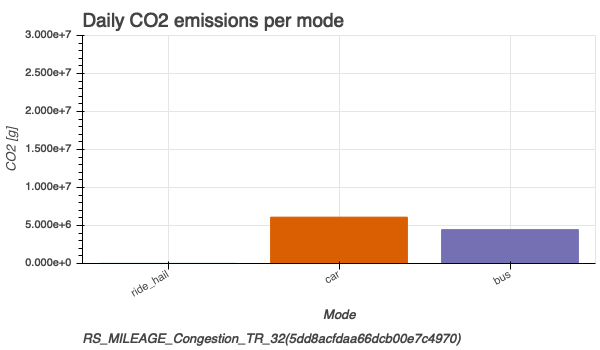 Daily CO2 emissions per mode
3.000e+7
2.500e+7
2.000e+7
1.500e+7
1.000e+7
5.000e+6
0.000e+0
CO2 [g]
ride_hail
car
bus
Mode
RS_MILEAGE_Congestion_TR_32(5dd8acfdaa66dcb00e7c4970)